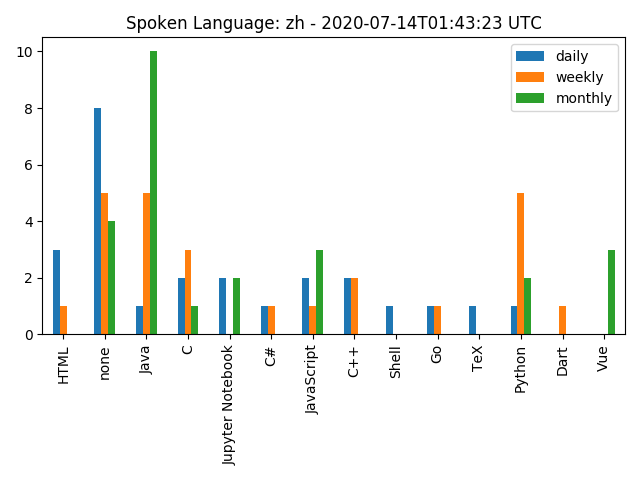 Spoken Language: zh - 2020-07-14T01:43:23 UTC
daily
weekly
monthly
10
8
6
4
2
0
HTML
none
Java
C
Jupyter Notebook
C#
JavaScript
C++
Shell
Go
TeX
Python
Dart
Vue